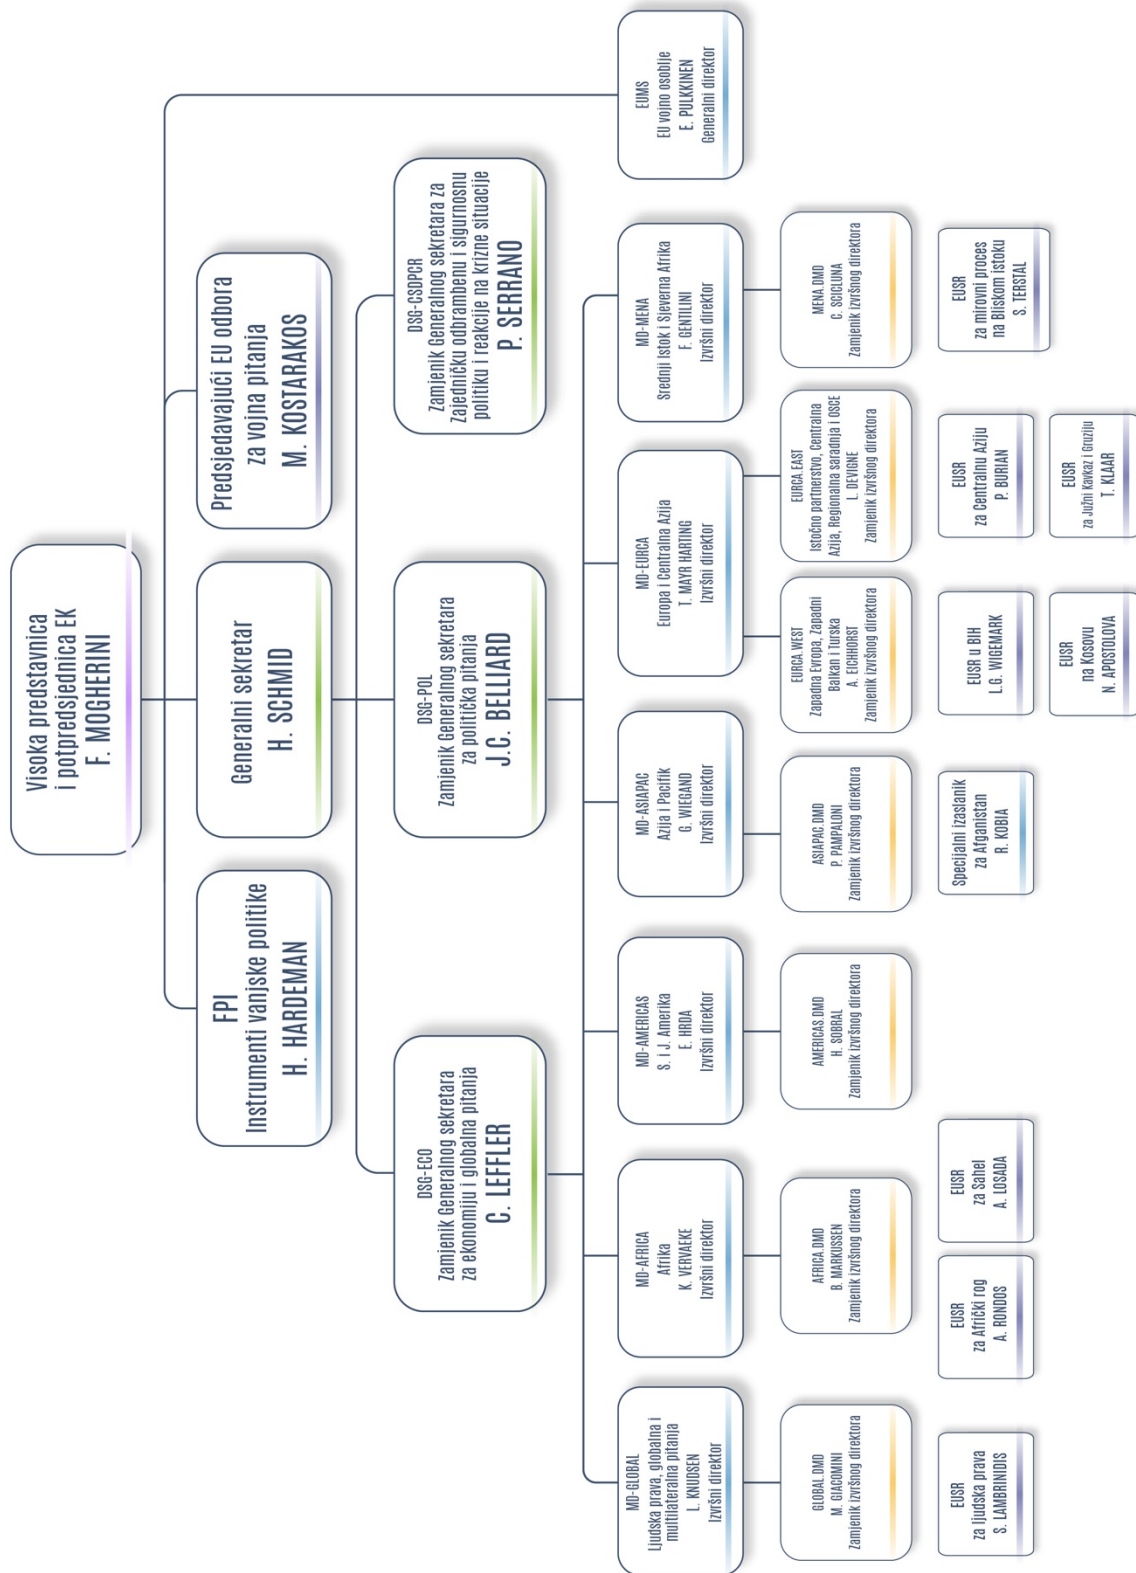 Visoka predstavnica
i potpredsjednica EK
F. MOGHERINI
FPI
Instrumenti vanjske politike
H. HARDEMAN
Generalni sekretar
H. SCHMID
Predsjedavajući EU odbora
za vojna pitanja
M. KOSTARAKOS
DSG-ECO
Zamjenik Generalnog sekretara
za ekonomiju i globalna pitanja
C. LEFFLER
DSG-POL
Zamjenik Generalnog sekretara
za politička pitanja
J.C. BELLIARD
DSG-CSDPCR
Zamjenik Generalnog sekretara za
Zajedničku odbrambenu i sigurnosnu
politiku i reakcije na krizne situacije
P. SERRANO
MD-GLOBAL
Ljudska prava, globalna i
multilateralna pitanja
L. KNUDSEN
Izvršni direktor
MD-AFRICA
Afrika
K. VERVAEKE
Izvršni direktor
MD-AMERICAS
S. i J. Amerika
E. HRDA
Izvršni direktor
MD-ASIAPAC
Azija i Pacifik
G. WIEGAND
Izvršni direktor
MD-EURCA
Europa i Centralna Azija
T. MAYR HARTING
Izvršni direktor
MD-MENA
Srednji Istok i Sjeverna Afrika
F. GENTILINI
Izvršni direktor
EUMS
EU vojno osoblje
E. PULKKINEN
Generalni direktor
GLOBAL.DMD
M. GIACOMINI
Zamjenik izvršnog direktora
AFRICA.DMD
B. MARKUSSEN
Zamjenik izvršnog direktora
AMERICAS.DMD
H. SOBRAL
Zamjenik izvršnog direktora
ASIAPAC.DMD
P. PAMPALONI
Zamjenik izvršnog direktora
EURCA.WEST
Zapadna Evropa, Zapadni
Balkan i Turska
A. EICHHORST
Zamjenik izvršnog direktora
EURCA.EAST
Istočno partnerstvo, Centralna
Azija, Regionalna saradnja i OSCE
L. DEVIGNE
Zamjenik izvršnog direktora
MENA.DMD
C. SCICLUNA
Zamjenik izvršnog direktora
EUSR
za ljudska prava
S. LAMBRINIDIS
EUSR
za Afrički rog
A. RONDOS
EUSR
za Sahel
A. LOSADA
Specijalni izaslanik
za Afganistan
R. KOBIA
EUSR u BIH
L.G. WIGEMARK
EUSR
za Centralnu Aziju
P. BURIAN
EUSR
za mirovni proces
na Bliskom istoku
S. TERSTAL
EUSR
na Kosovu
N. APOSTOLOVA
EUSR
za Južni Kavkaz i Gruziju
T. KLAAR